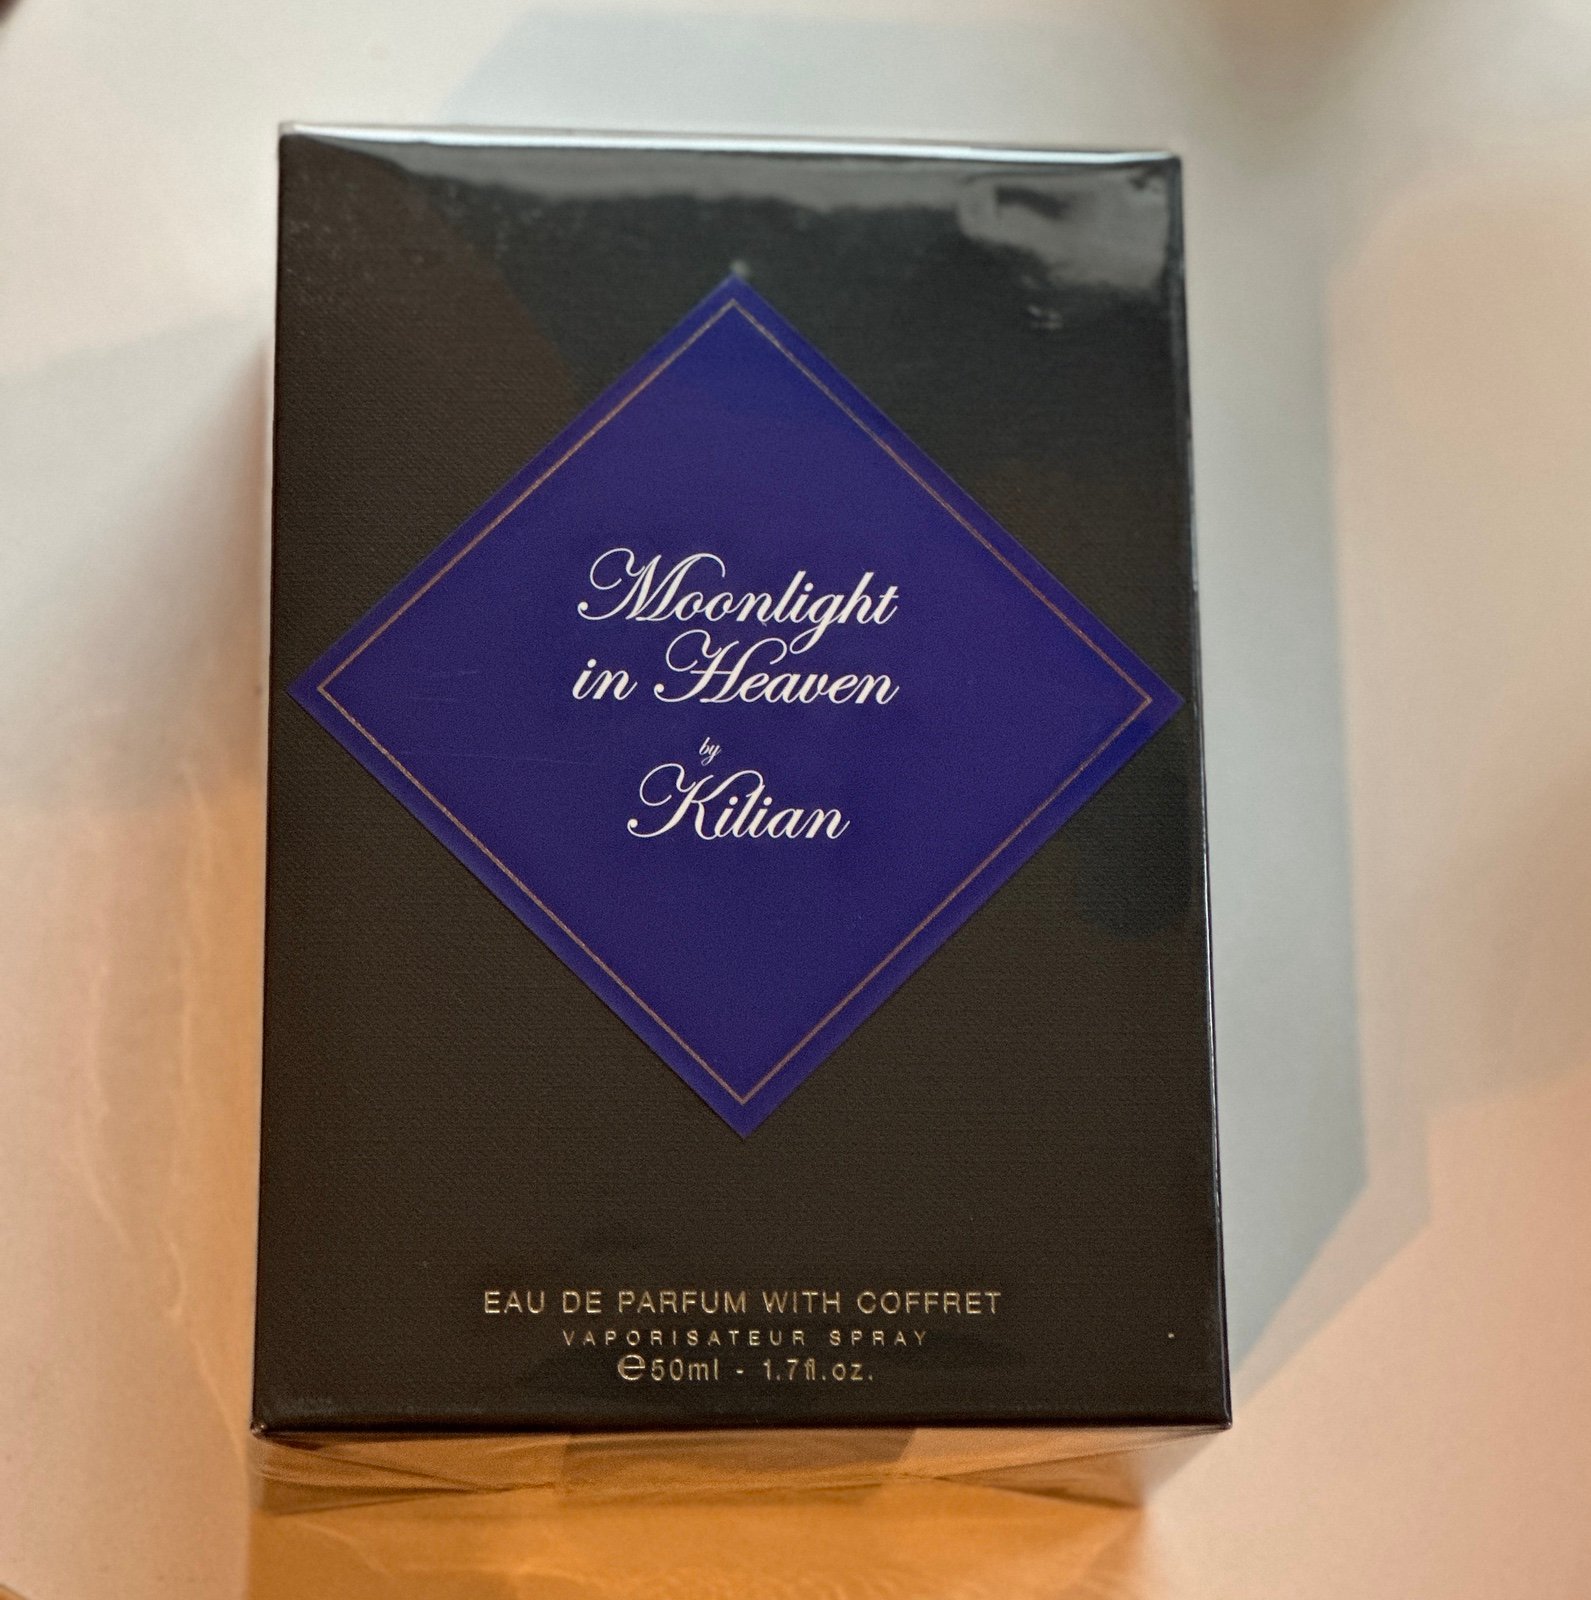 Moonlight
in Heaven
by
Kilian
EAU DE PARFUM WITH COFFRET
VAPORISATEUR SPRAY
℮50ml - 1.7fl.oz.